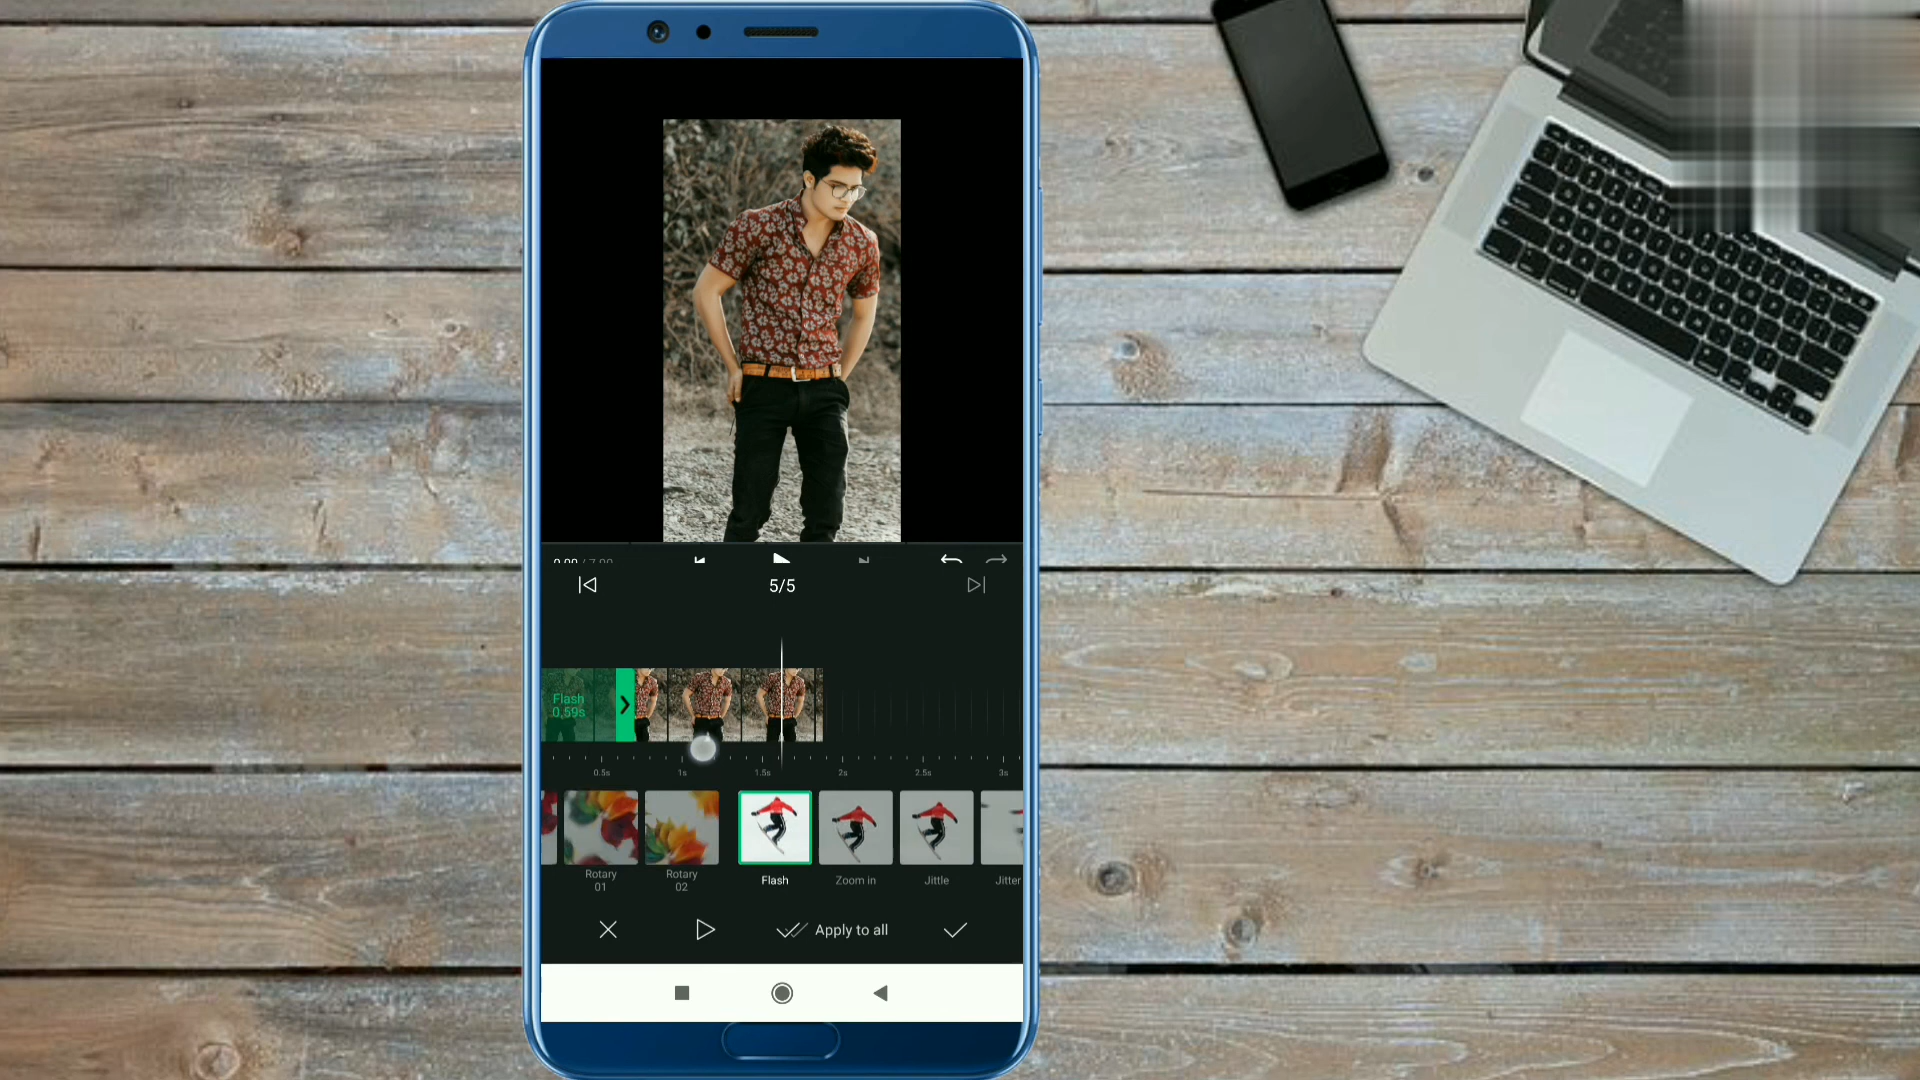 5/5
Flash
0.59s
0.5s 1s 1.5s 2s 2.5s 3s
Rotary
01
Rotary
02
Flash
Zoom in
Jittle
Jitter
Apply to all